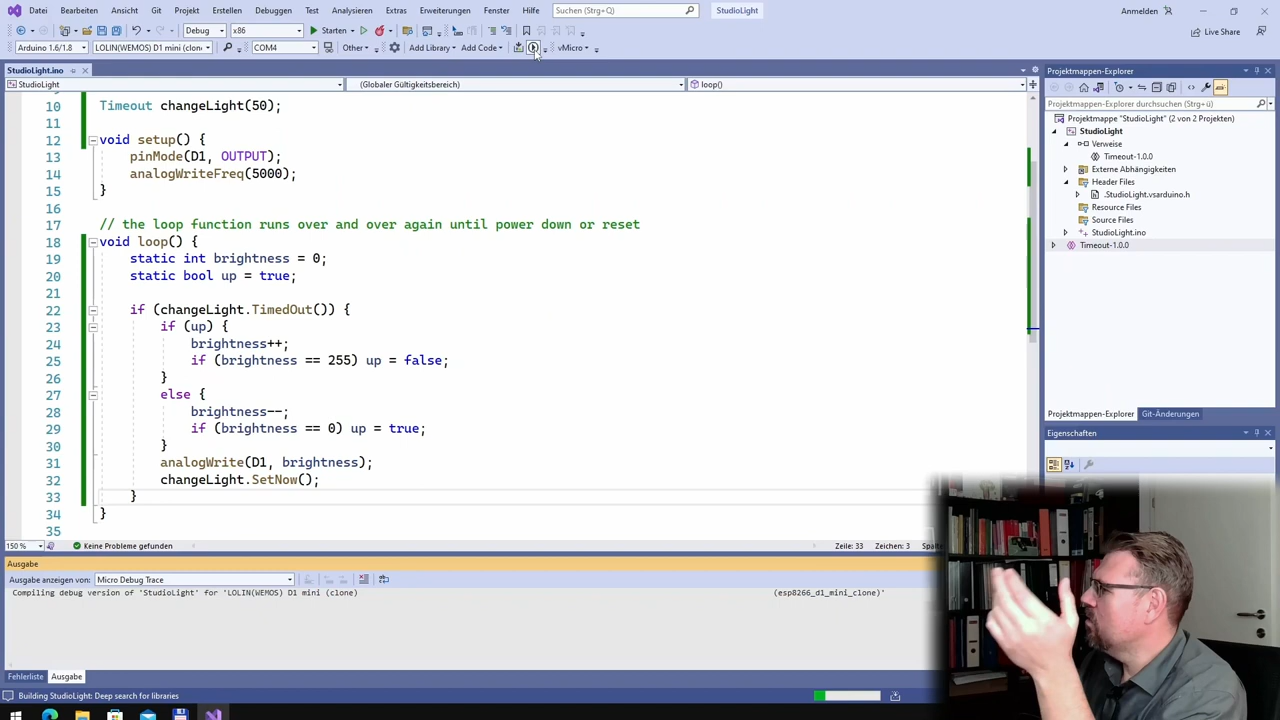 Datei Bearbeiten Ansicht Git Projekt Erstellen Debuggen Test Analysieren Extras Erweiterungen Fenster Hilfe Suchen (Strg+Q) StudioLight Anmelden
Debug x86 Starten Live Share
Arduino 1.6/1.8 LOLIN(WEMOS) D1 mini (clone) COM4 Other Add Library Add Code vMicro
StudioLight.ino
StudioLight (Globaler Gültigkeitsbereich) loop()
10 Timeout changeLight(50);
11
12 void setup() {
13 pinMode(D1, OUTPUT);
14 analogWriteFreq(5000);
15 }
16
17 // the loop function runs over and over again until power down or reset
18 void loop() {
19 static int brightness = 0;
20 static bool up = true;
21
22 if (changeLight.TimedOut()) {
23 if (up) {
24 brightness++;
25 if (brightness == 255) up = false;
26 }
27 else {
28 brightness--;
29 if (brightness == 0) up = true;
30 }
31 analogWrite(D1, brightness);
32 changeLight.SetNow();
33 }
34 }
35
150 % Keine Probleme gefunden Zeile: 33 Zeichen: 3
Ausgabe
Ausgabe anzeigen von: Micro Debug Trace
Compiling debug version of 'StudioLight' for 'LOLIN(WEMOS) D1 mini (clone) (esp8266_d1_mini_clone)'
Fehlerliste Ausgabe
Building StudioLight: Deep search for libraries
Projektmappen-Explorer
Projektmappen-Explorer durchsuchen (Strg+ü)
Projektmappe "StudioLight" (2 von 2 Projekten)
StudioLight
Verweise
Timeout-1.0.0
Externe Abhängigkeiten
Header Files
.StudioLight.vsarduino.h
Resource Files
Source Files
StudioLight.ino
Timeout-1.0.0
Projektmappen-Explorer Git-Änderungen
Eigenschaften